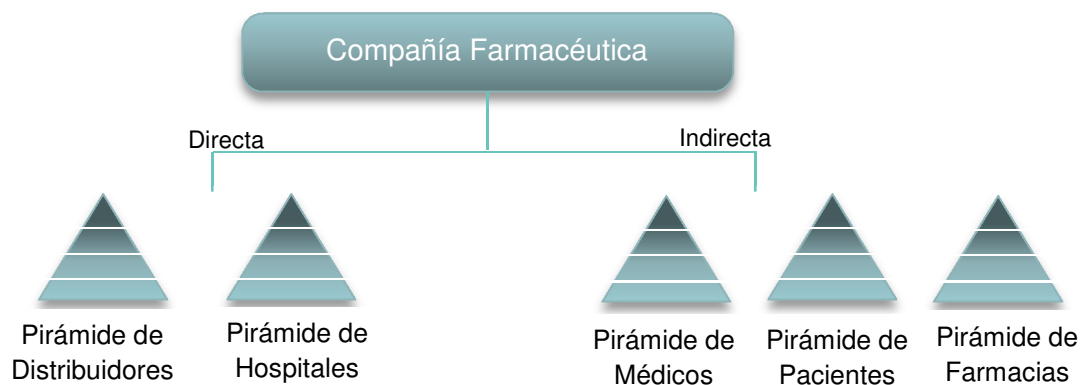 Compañía Farmacéutica
Directa
Indirecta
Pirámide de
Distribuidores
Pirámide de
Hospitales
Pirámide de
Médicos
Pirámide de
Pacientes
Pirámide de
Farmacias